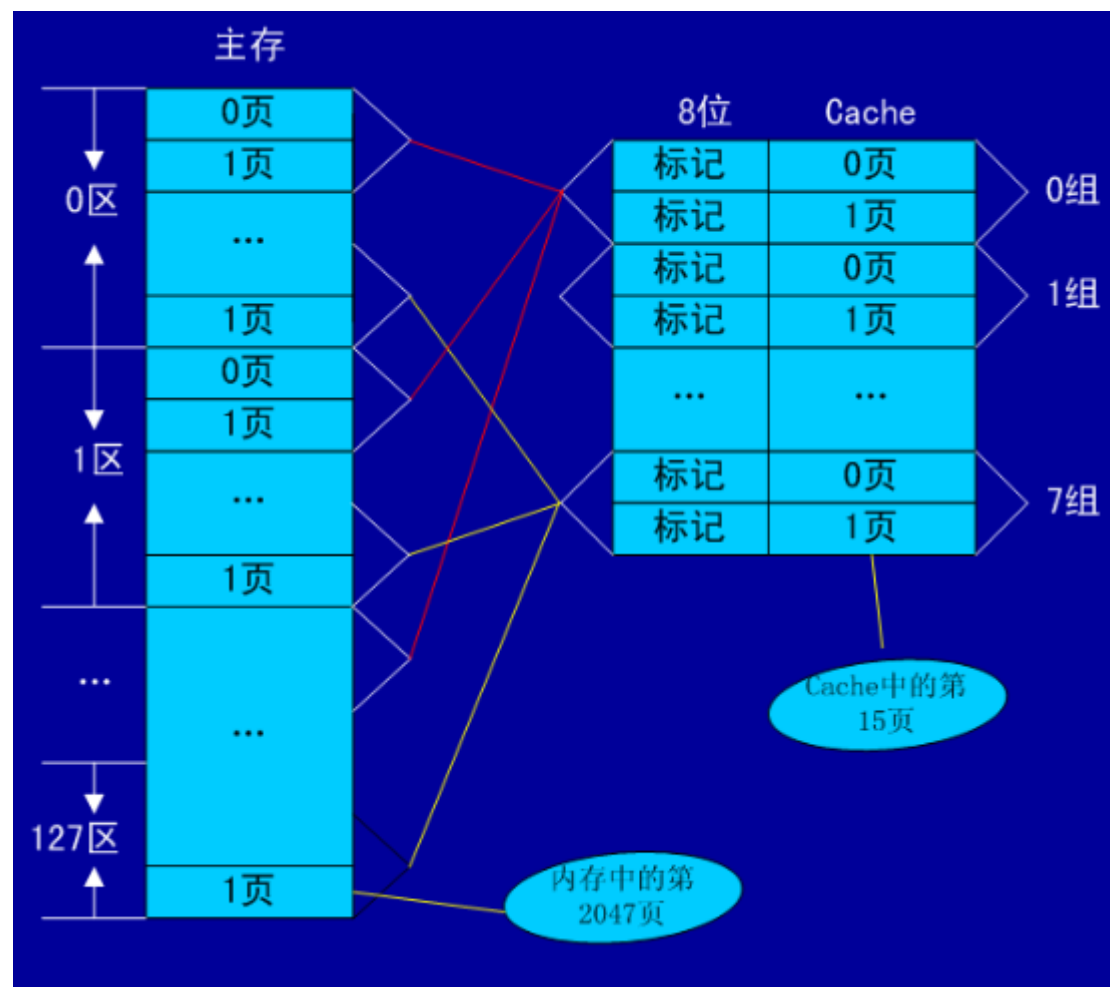 主存
8位 Cache
0页
1页
...
1页
0页
1页
...
1页
...
1页
0区
1区
...
127区
标记 0页
标记 1页
标记 0页
标记 1页
... ...
标记 0页
标记 1页
0组
1组
7组
Cache中的第
15页
内存中的第
2047页